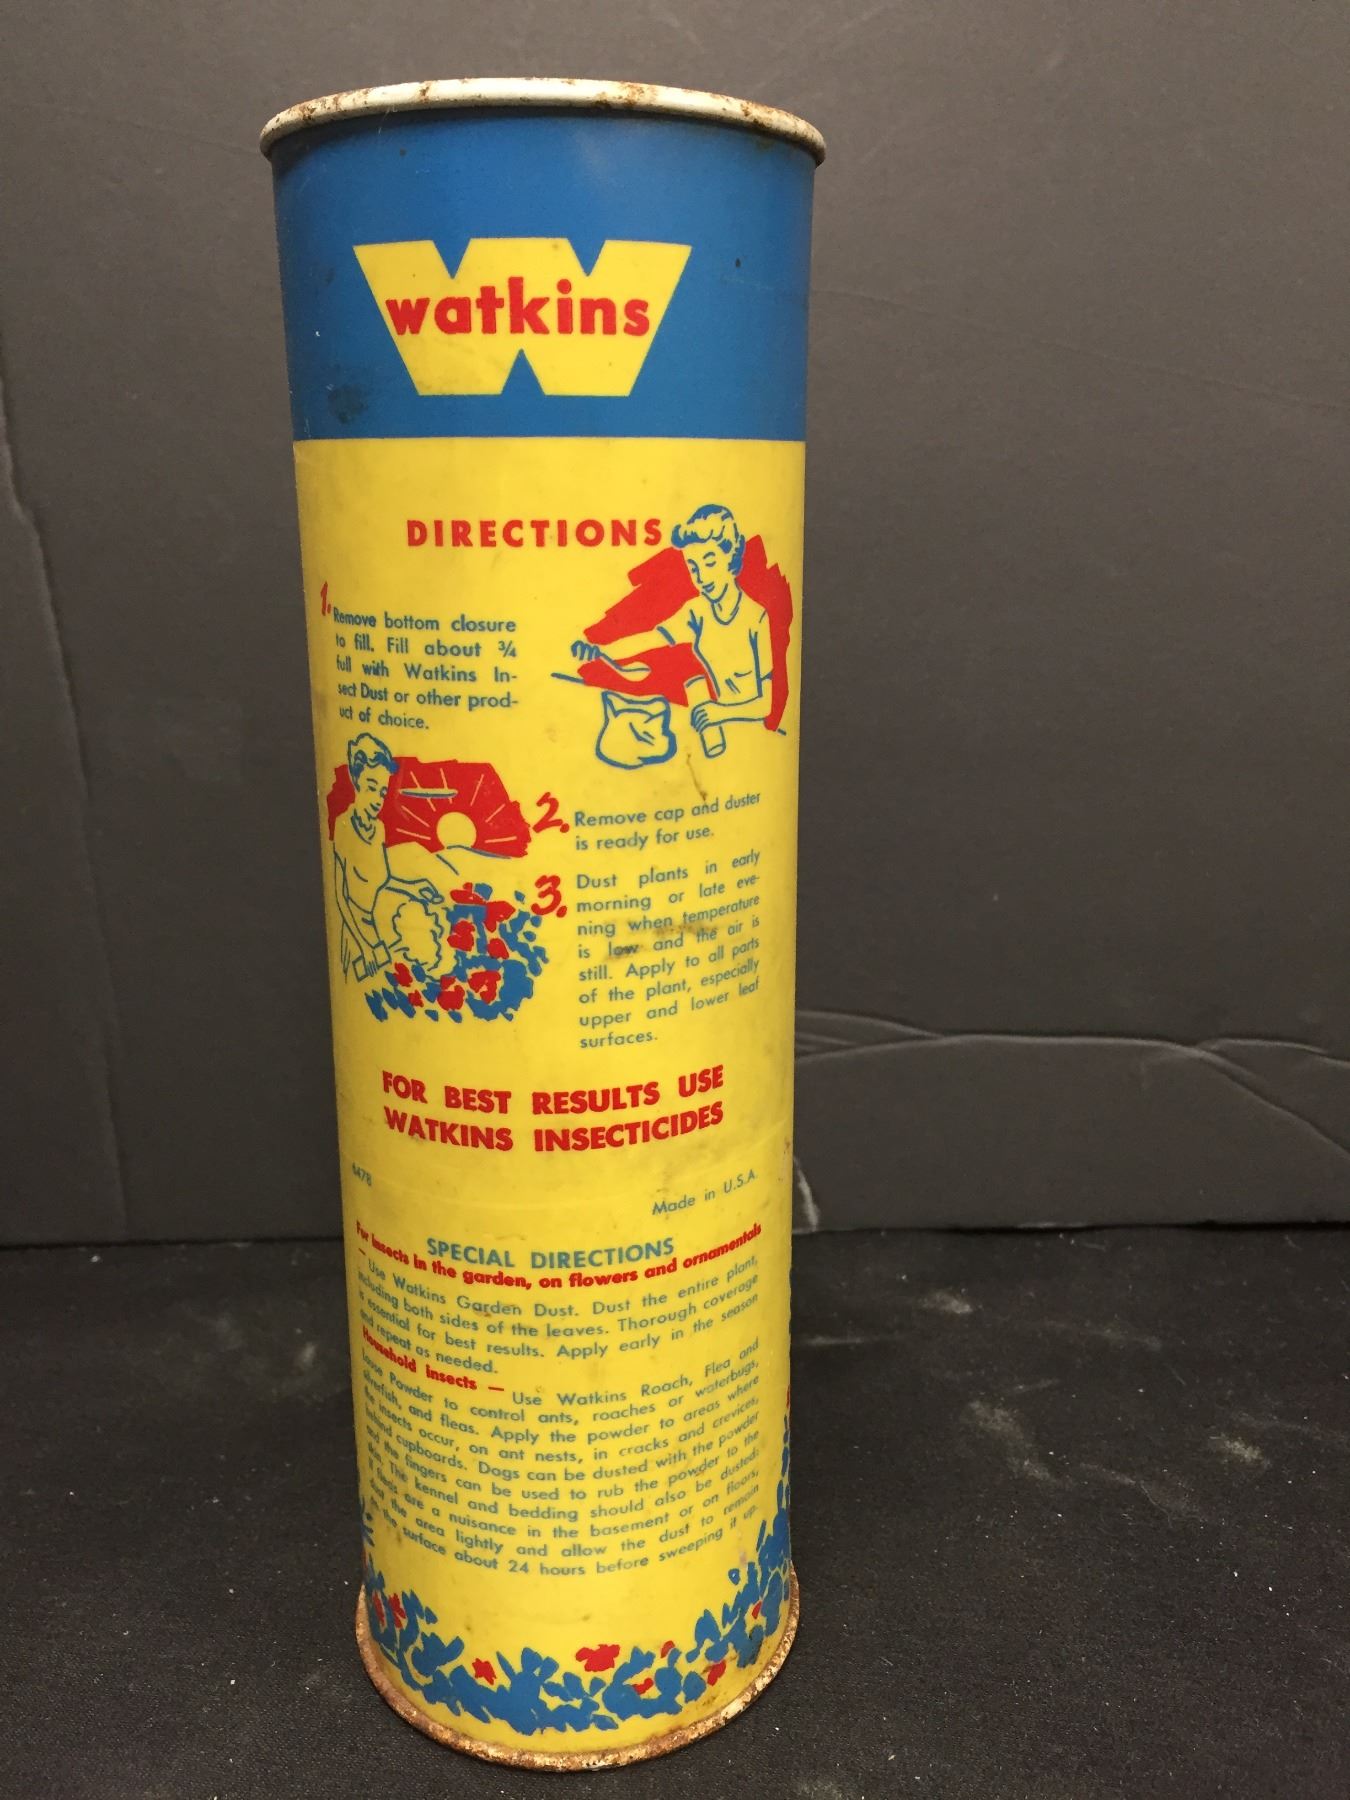 watkins
DIRECTIONS
1. Remove bottom closure
to fill. Fill about ¾
full with Watkins In-
sect Dust or other prod-
uct of choice.
2. Remove cap and duster
is ready for use.
3. Dust plants in early
morning or late eve-
ning when temperature
is low and the air is
still. Apply to all parts
of the plant, especially
upper and lower leaf
surfaces.
FOR BEST RESULTS USE
WATKINS INSECTICIDES
6478
Made in U.S.A.
SPECIAL DIRECTIONS
For insects in the garden, on flowers and ornamentals
— Use Watkins Garden Dust. Dust the entire plant,
including both sides of the leaves. Thorough coverage
is essential for best results. Apply early in the season
and repeat as needed.
Household insects — Use Watkins Roach, Flea and
Louse Powder to control ants, roaches or waterbugs,
silverfish, and fleas. Apply the powder to areas where
the insects occur, on ant nests, in cracks and crevices,
behind cupboards. Dogs can be dusted with the powder
and the fingers can be used to rub the powder to the
skin. The kennel and bedding should also be dusted.
If fleas are a nuisance in the basement or on floors,
dust the area lightly and allow the dust to remain
on the surface about 24 hours before sweeping it up.